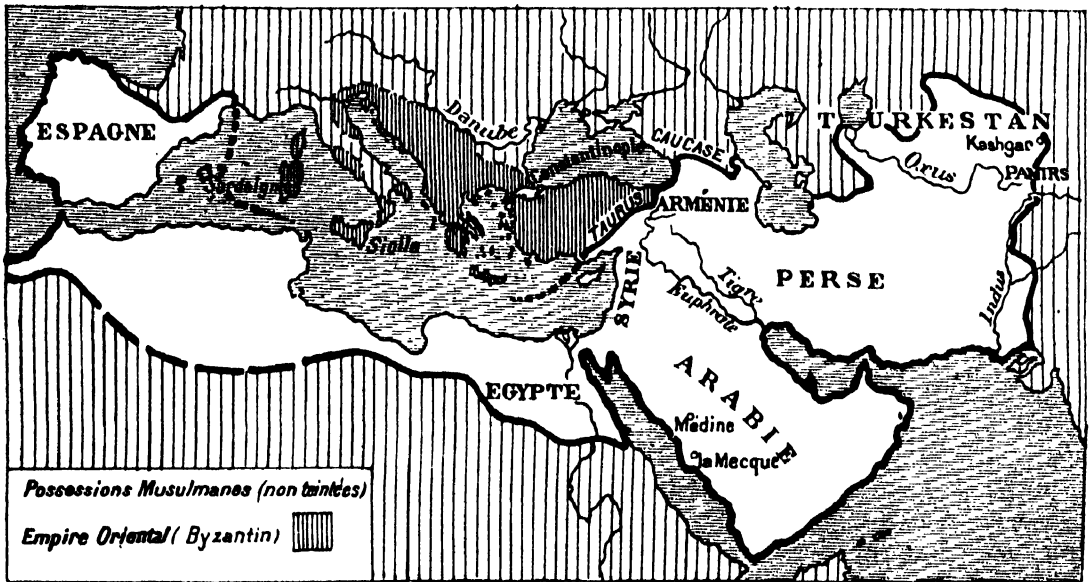 ESPAGNE
Danube
CAUCASE
TURKESTAN
Kashgar
Oxus
PAMIRS
Constantinople
Sardaigne
TAURUS
ARMÉNIE
Sicile
SYRIE
Tigre
Euphrate
PERSE
Indus
EGYPTE
ARABIE
Médine
la Mecque
Possessions Musulmanes (non teintées)
Empire Oriental (Byzantin)